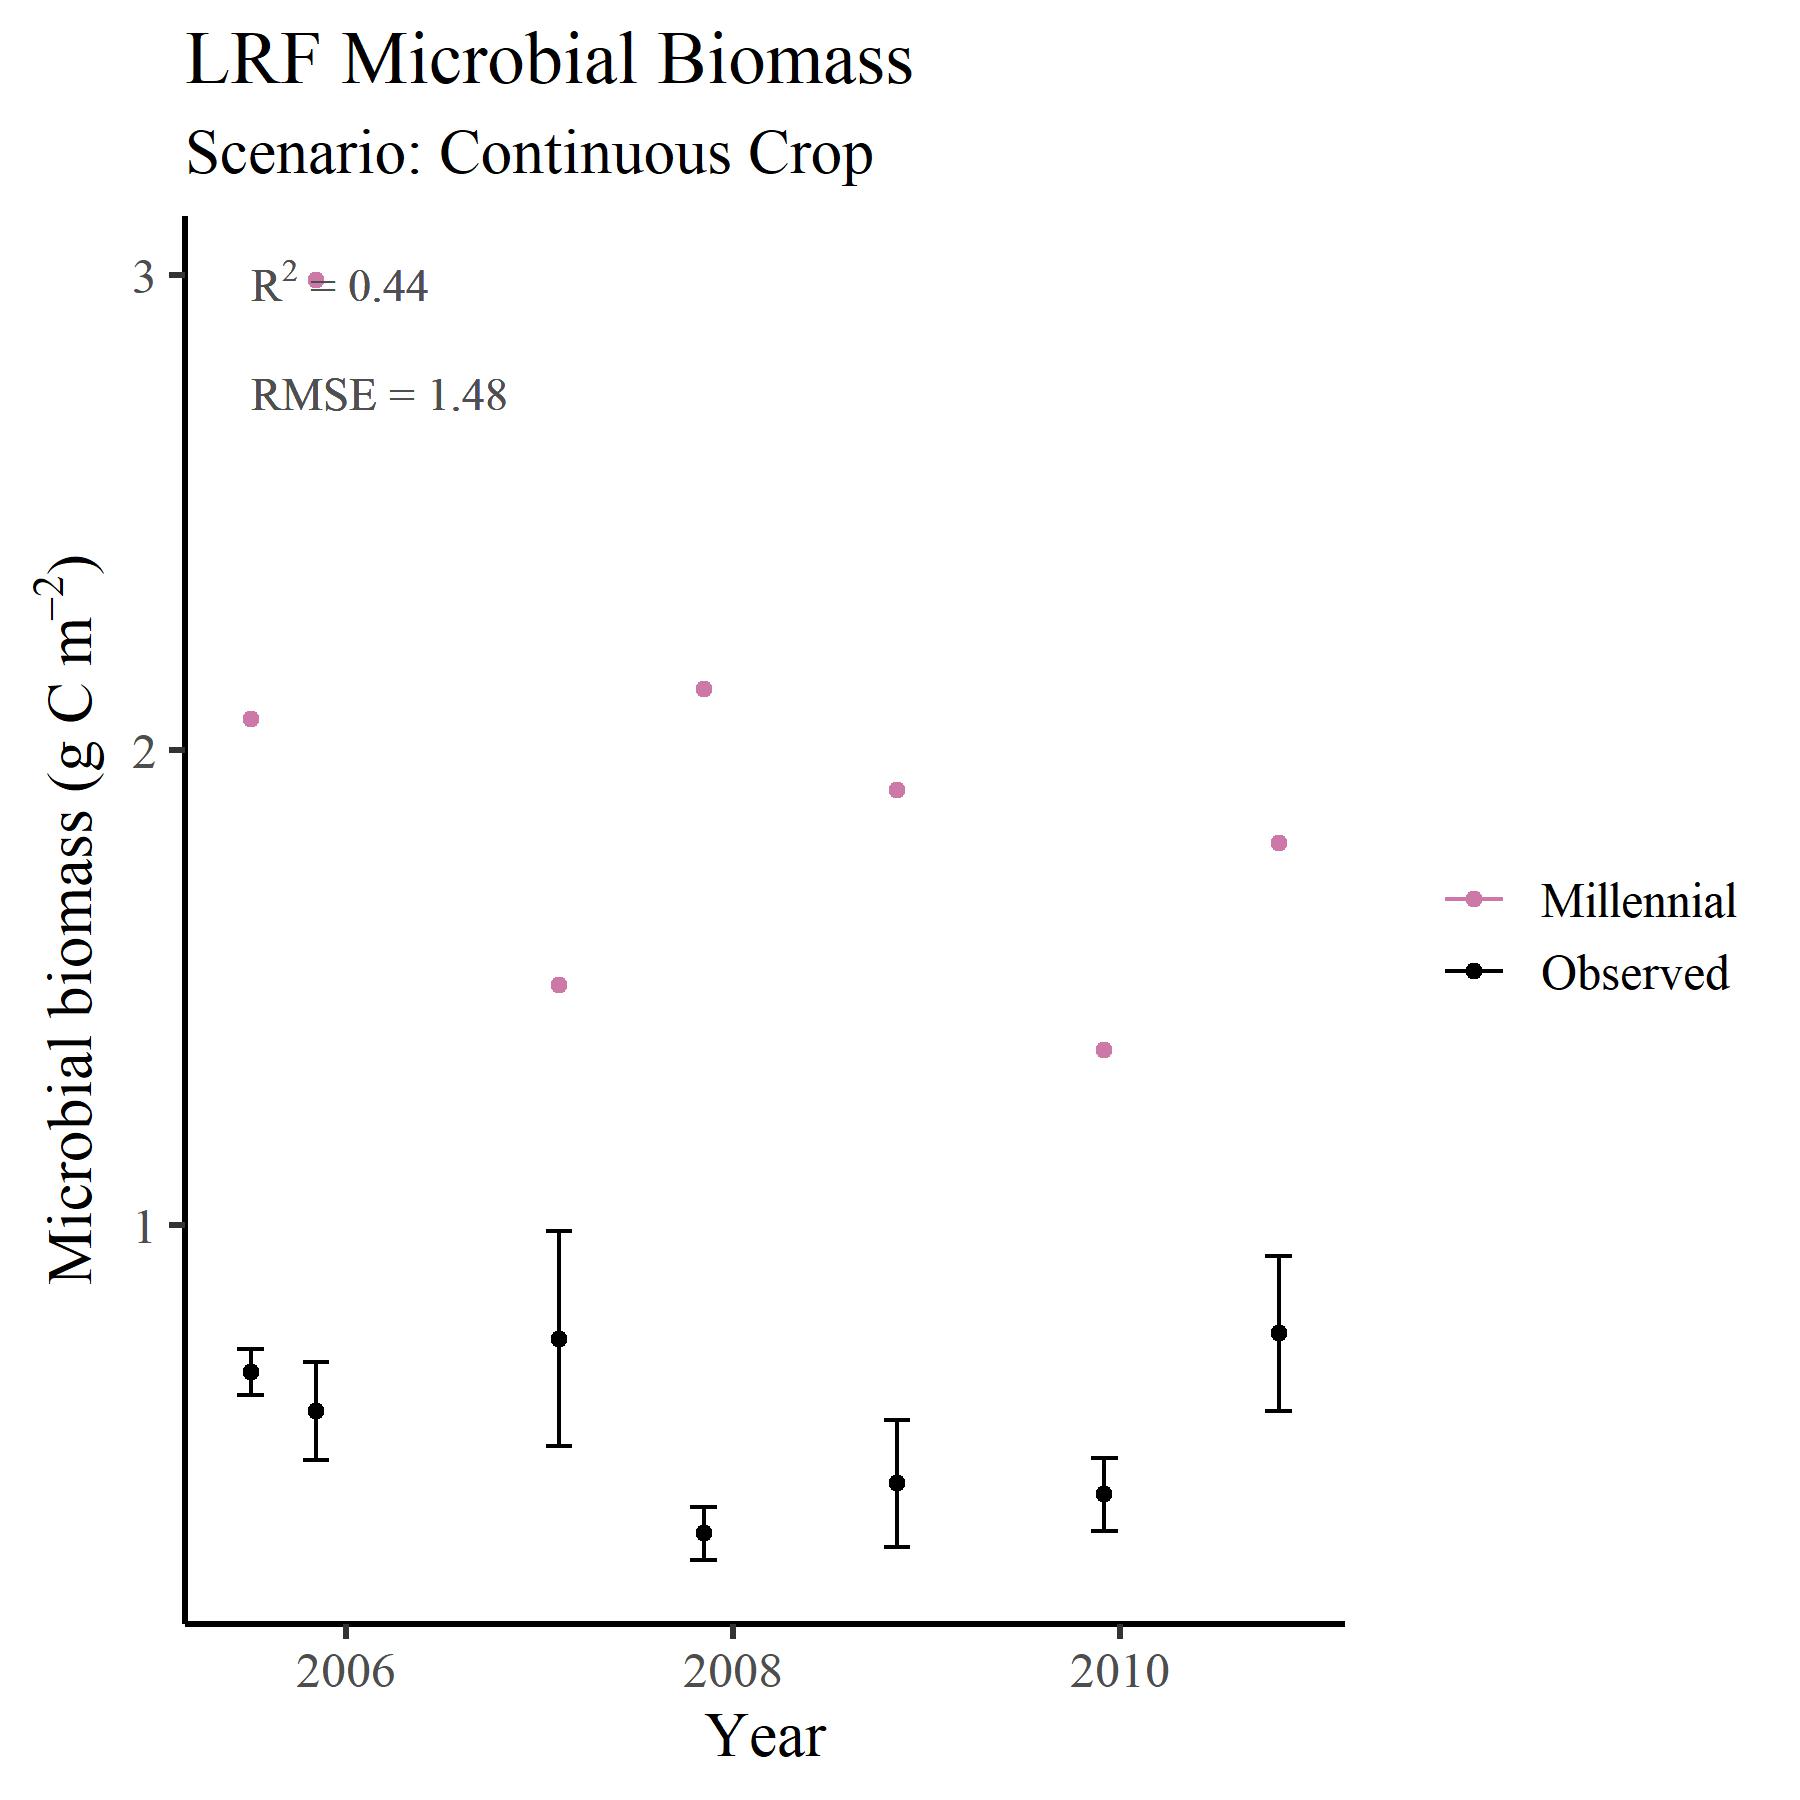 LRF Microbial Biomass
Scenario: Continuous Crop
R² = 0.44
RMSE = 1.48
Microbial biomass (g C m⁻²)
3
2
1
2006 2008 2010
Year
Millennial
Observed